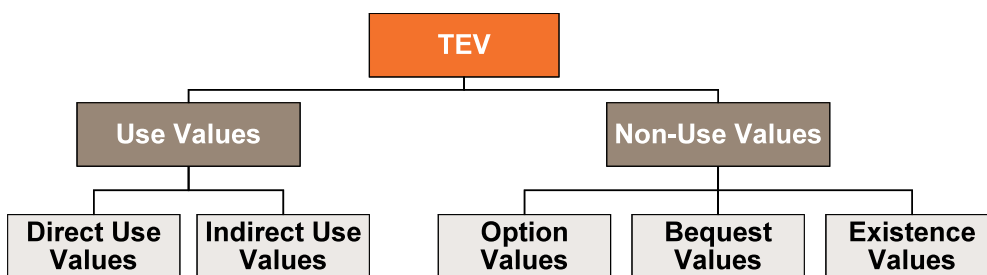 TEV
Use Values
Non-Use Values
Direct Use
Values
Indirect Use
Values
Option
Values
Bequest
Values
Existence
Values